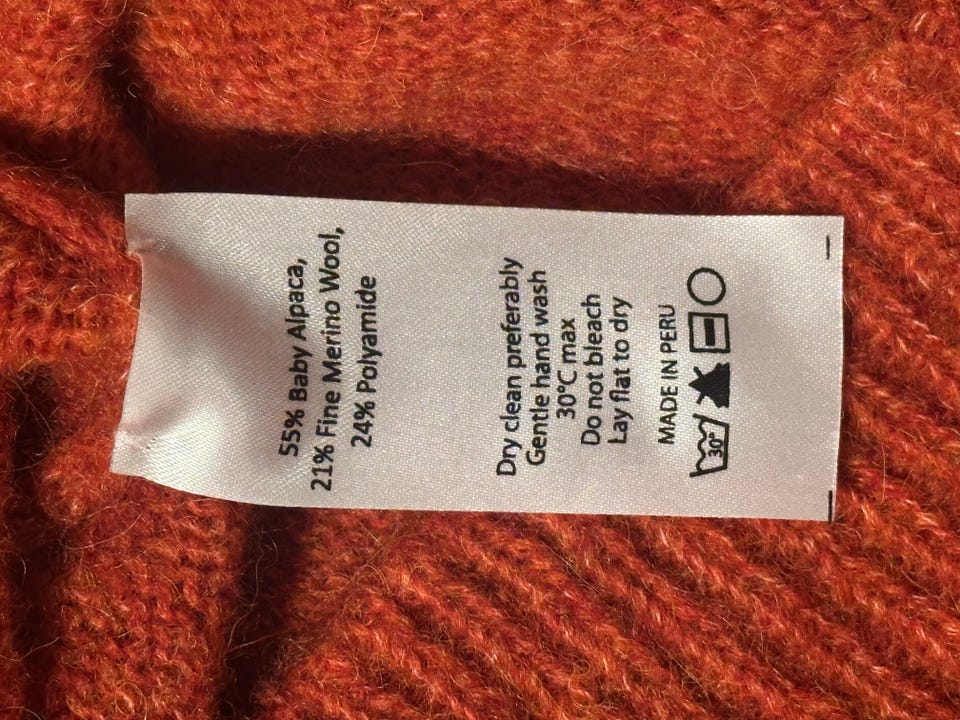 55% Baby Alpaca,
21% Fine Merino Wool,
24% Polyamide
Dry clean preferably
Gentle hand wash
30°C max
Do not bleach
Lay flat to dry
MADE IN PERU
30°